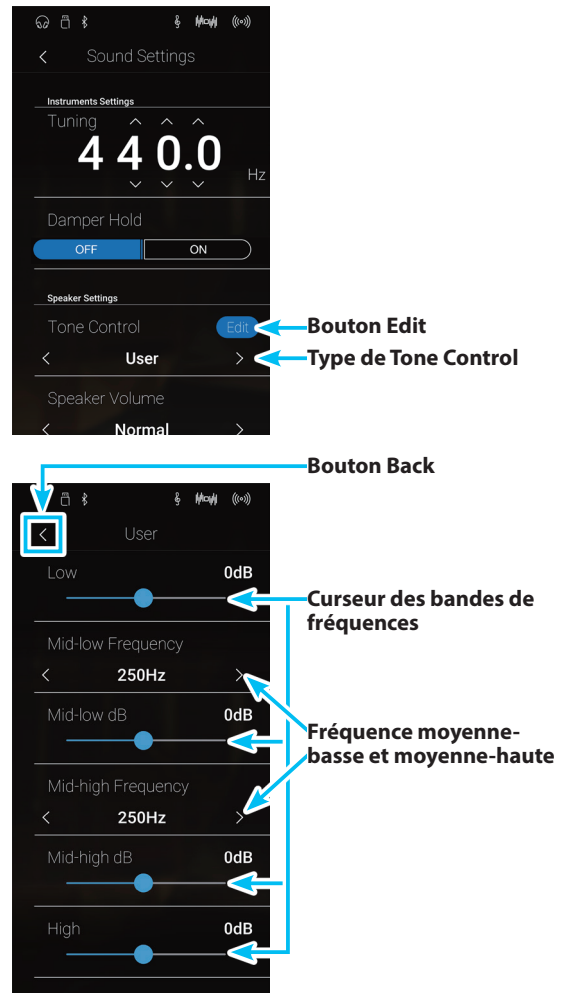 Sound Settings
Instruments Settings
Tuning
440.0
Hz
Damper Hold
OFF ON
Speaker Settings
Tone Control Edit
Bouton Edit
User
Type de Tone Control
Speaker Volume
Normal
Bouton Back
User
Low 0dB
Curseur des bandes de
fréquences
Mid-low Frequency
250Hz
Mid-low dB 0dB
Fréquence moyenne-
basse et moyenne-haute
Mid-high Frequency
250Hz
Mid-high dB 0dB
High 0dB